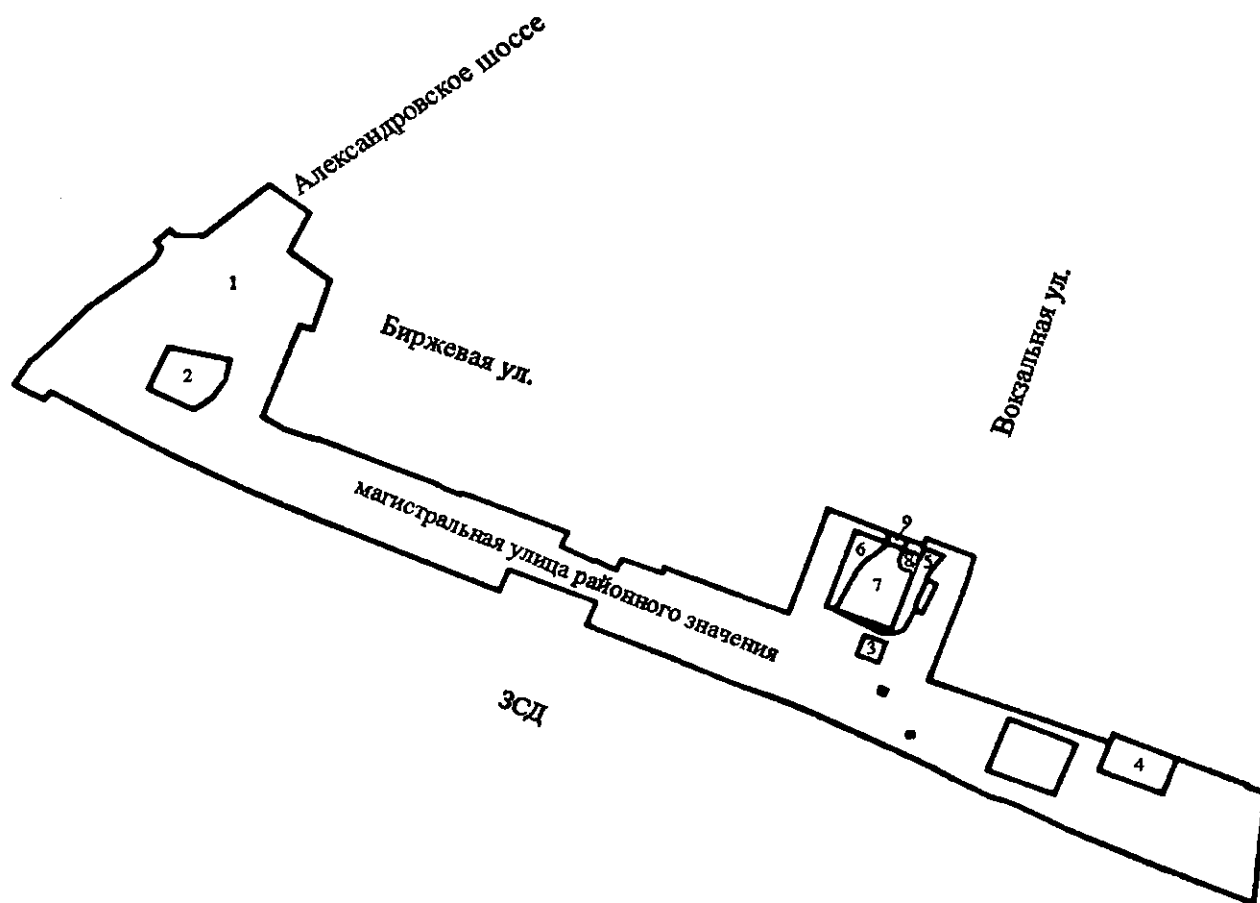 Александровское шоссе
1
Биржевая ул.
Вокзальная ул.
2
магистральная улица районного значения
9
6
8
5
7
3
ЗСД
4